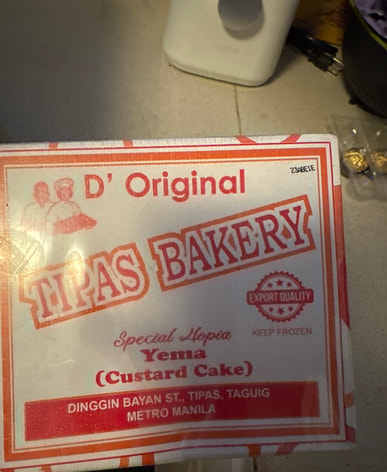 D' Original
TIPAS BAKERY
EXPORT QUALITY
KEEP FROZEN
Special Hopia
Yema
(Custard Cake)
DINGGIN BAYAN ST., TIPAS, TAGUIG
METRO MANILA